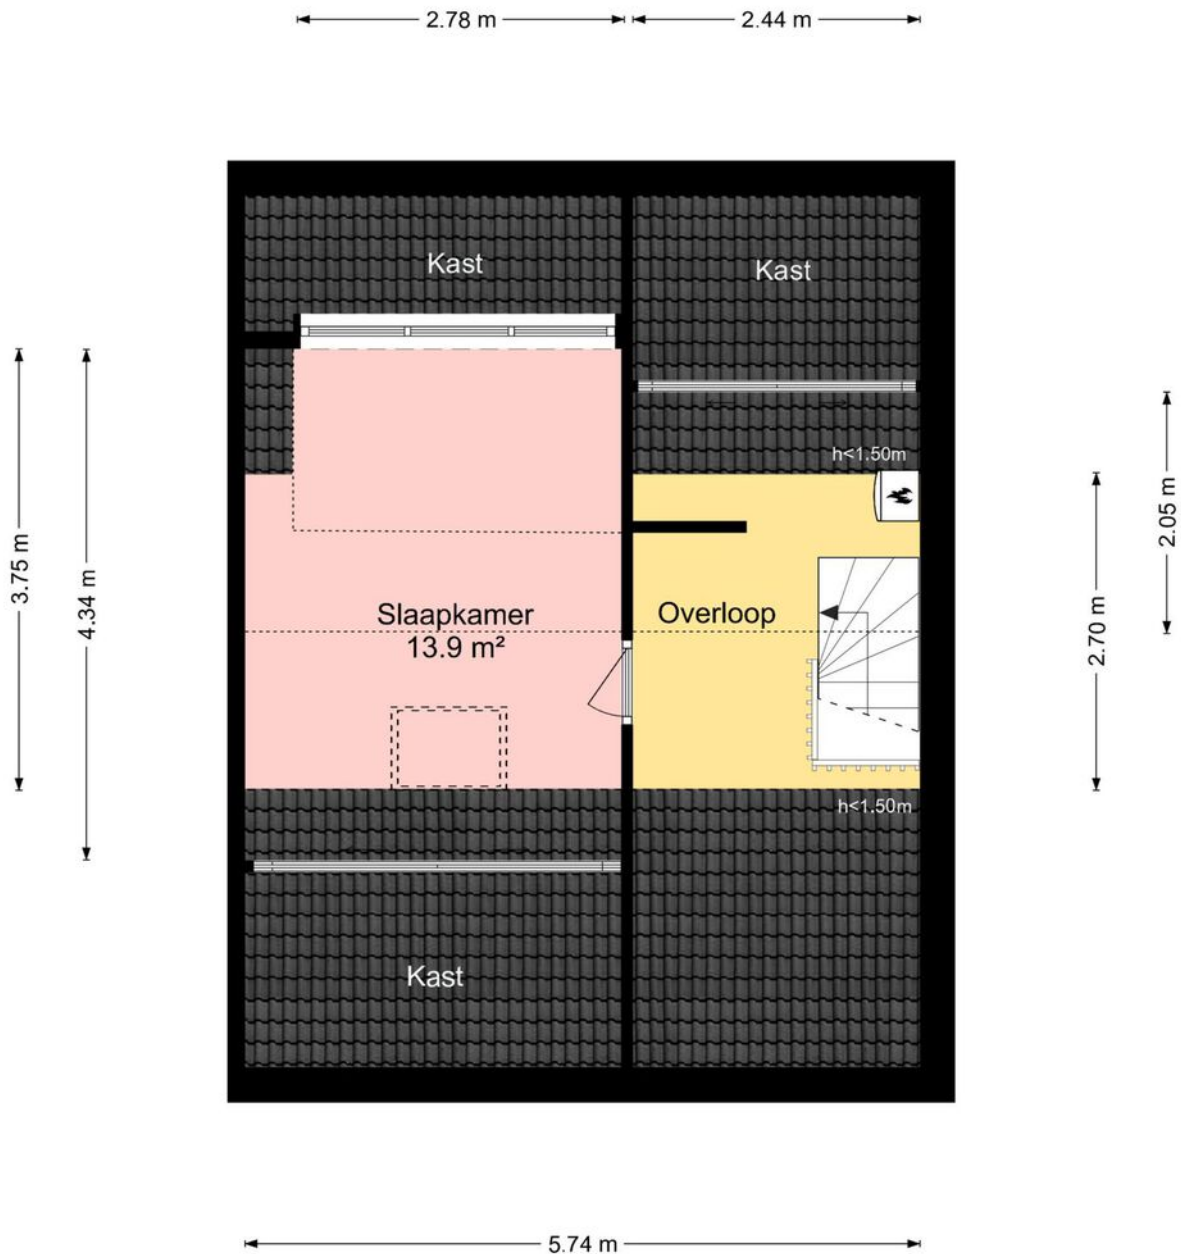 2.78 m
2.44 m
Kast
Kast
h<1.50m
3.75 m
4.34 m
2.05 m
2.70 m
Slaapkamer
13.9 m²
Overloop
h<1.50m
Kast
5.74 m